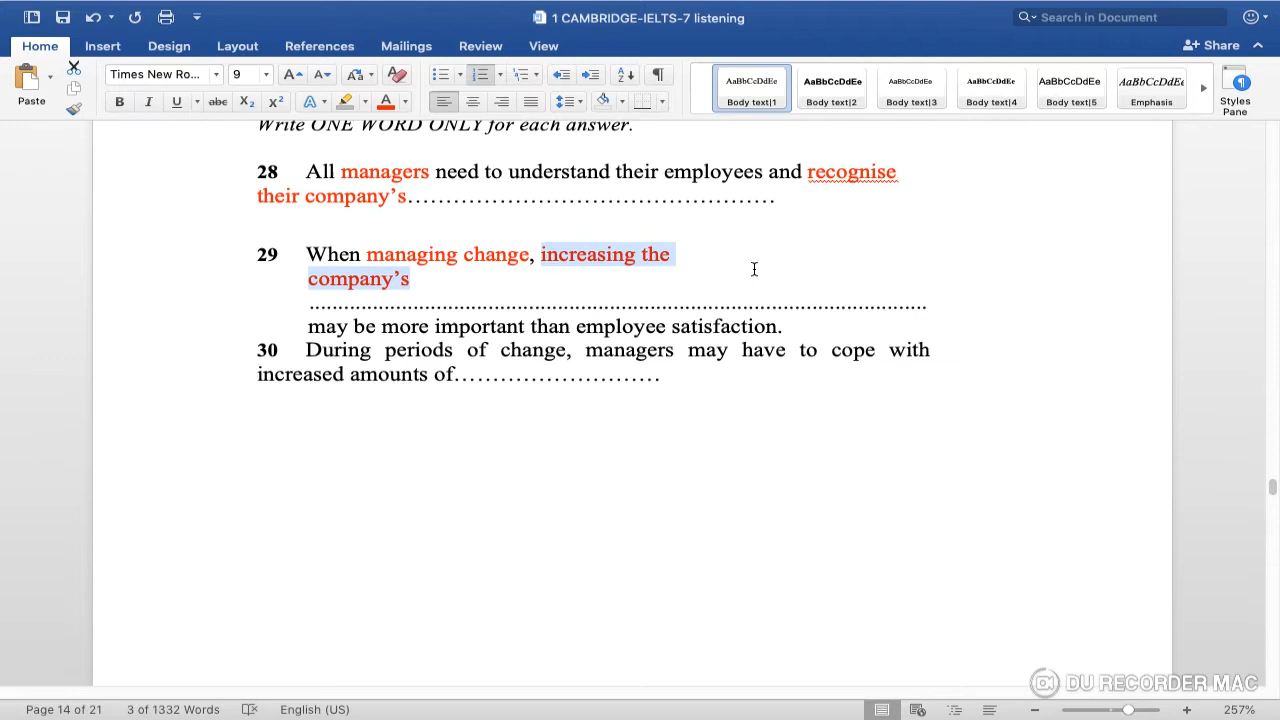 1 CAMBRIDGE-IELTS-7 listening
Search in Document
Home Insert Design Layout References Mailings Review View
Share
Times New Ro... 9
Paste
AaBbCcDdEe AaBbCcDdEe AaBbCcDdEe AaBbCcDdEe AaBbCcDdEe AaBbCcDdEe
Body text|1 Body text|2 Body text|3 Body text|4 Body text|5 Emphasis
Styles
Pane
B I U abc X₂ X² A A
Write ONE WORD ONLY for each answer.
28 All managers need to understand their employees and recognise
their company's................................................
29 When managing change, increasing the
company's
................................................................................................
may be more important than employee satisfaction.
30 During periods of change, managers may have to cope with
increased amounts of...........................
DU RECORDER MAC
Page 14 of 21 3 of 1332 Words English (US) 257%